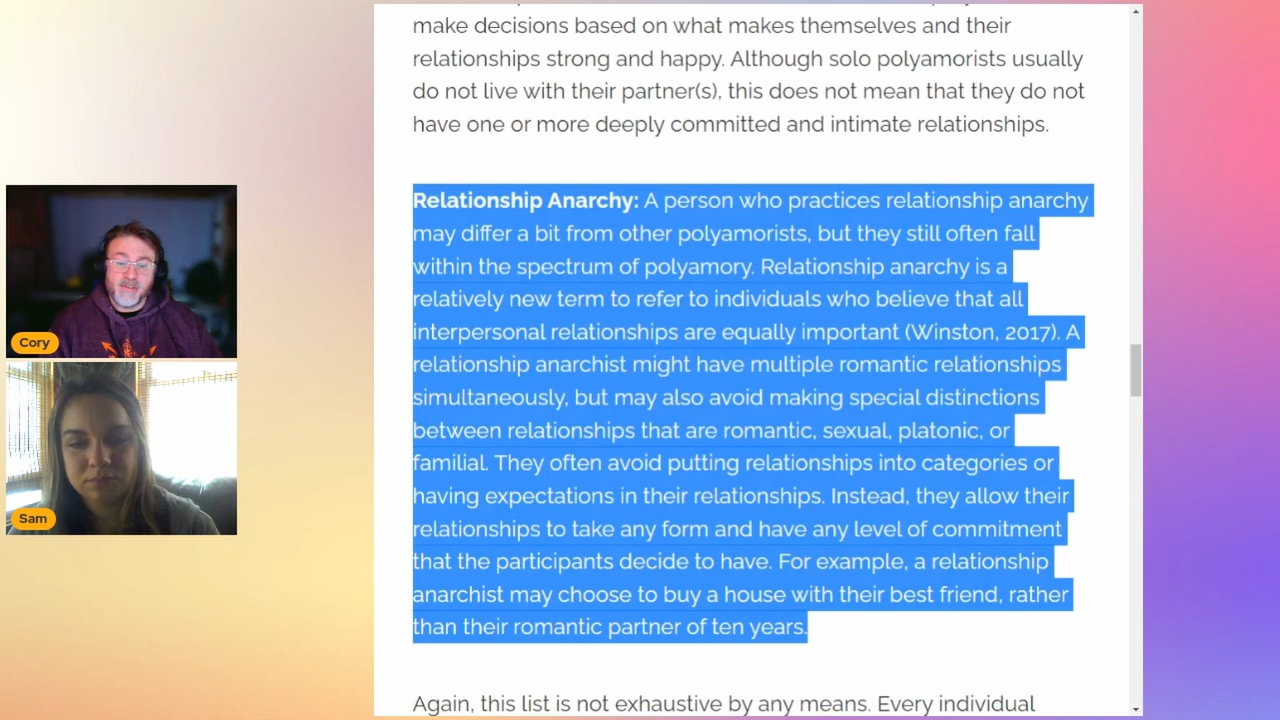 make decisions based on what makes themselves and their
relationships strong and happy. Although solo polyamorists usually
do not live with their partner(s), this does not mean that they do not
have one or more deeply committed and intimate relationships.
Relationship Anarchy: A person who practices relationship anarchy
may differ a bit from other polyamorists, but they still often fall
within the spectrum of polyamory. Relationship anarchy is a
relatively new term to refer to individuals who believe that all
interpersonal relationships are equally important (Winston, 2017). A
relationship anarchist might have multiple romantic relationships
simultaneously, but may also avoid making special distinctions
between relationships that are romantic, sexual, platonic, or
familial. They often avoid putting relationships into categories or
having expectations in their relationships. Instead, they allow their
relationships to take any form and have any level of commitment
that the participants decide to have. For example, a relationship
anarchist may choose to buy a house with their best friend, rather
than their romantic partner of ten years.
Again, this list is not exhaustive by any means. Every individual
Cory
Sam